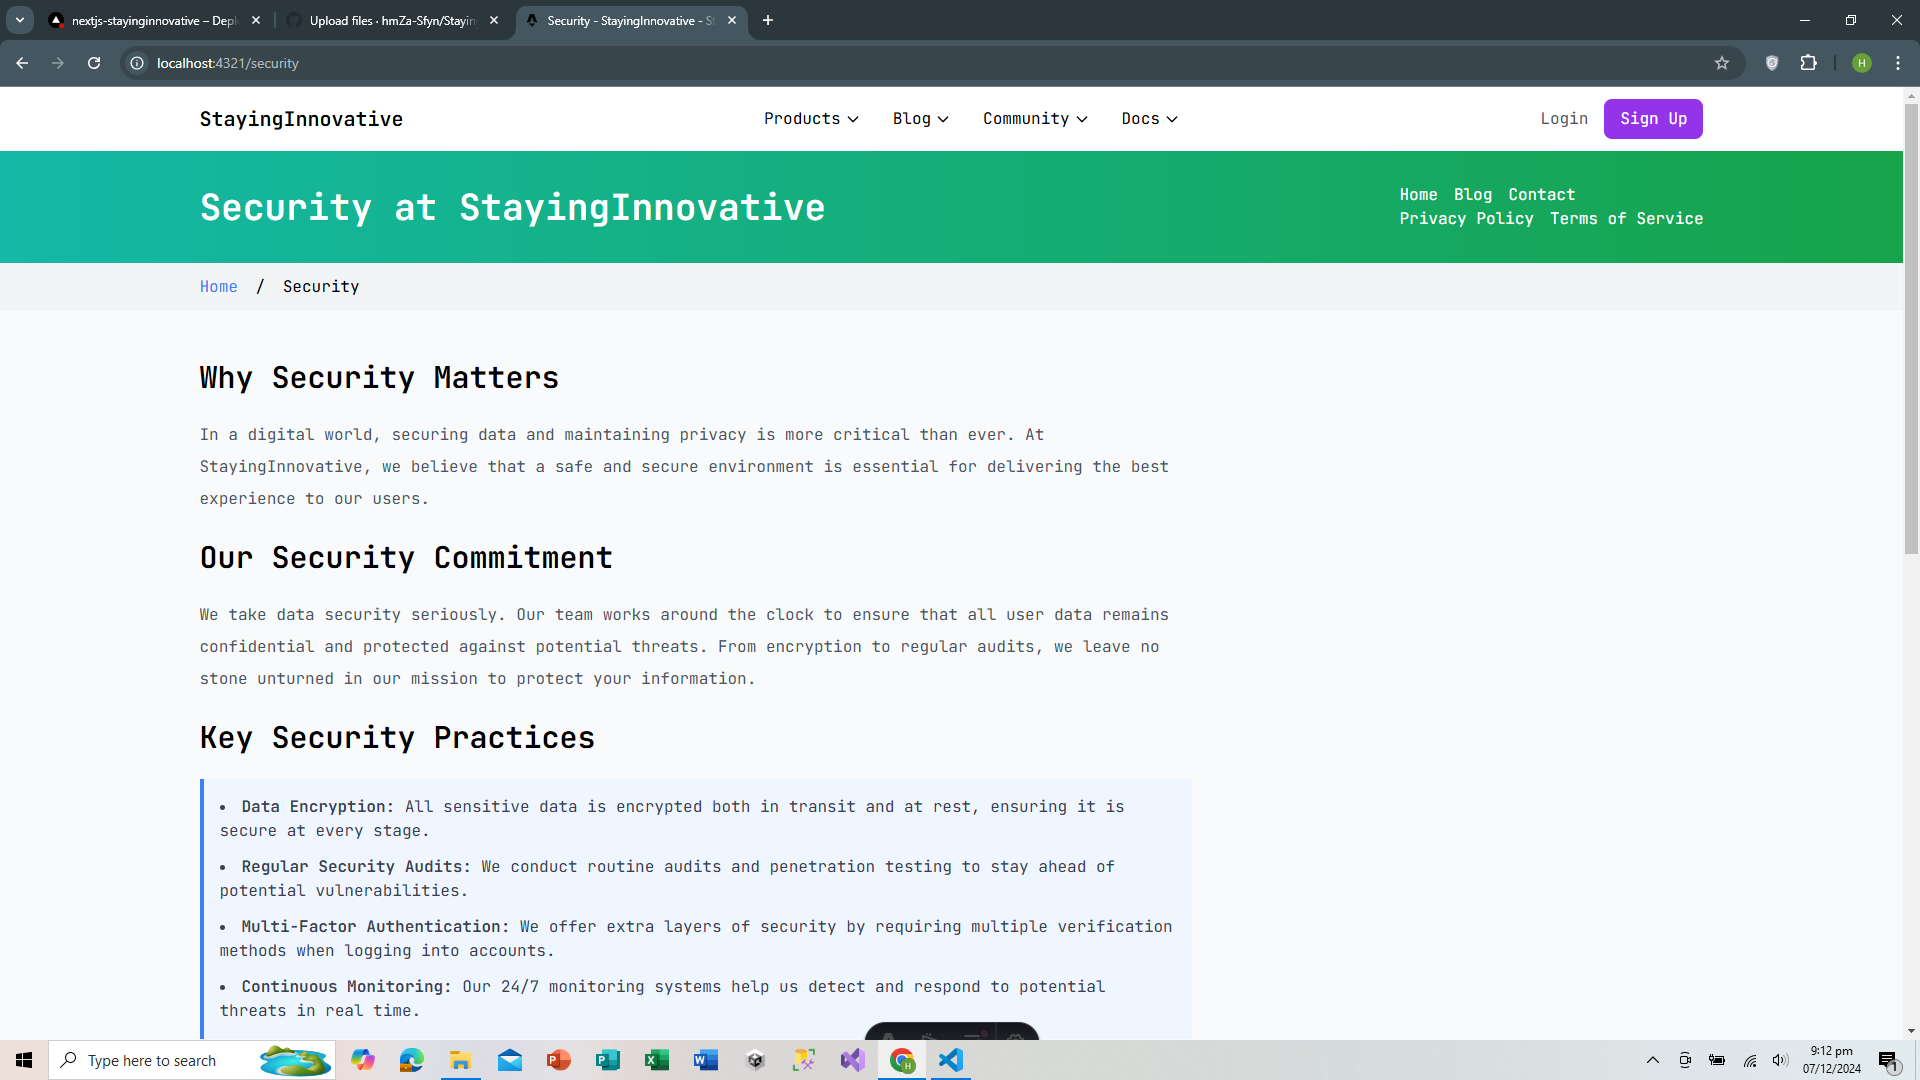 nextjs-stayinginnovative – Depl
Upload files · hmZa-Sfyn/Stayin
Security - StayingInnovative - S
localhost:4321/security
H
StayingInnovative
Products
Blog
Community
Docs
Login
Sign Up
Security at StayingInnovative
Home Blog Contact
Privacy Policy Terms of Service
Home / Security
Why Security Matters
In a digital world, securing data and maintaining privacy is more critical than ever. At
StayingInnovative, we believe that a safe and secure environment is essential for delivering the best
experience to our users.
Our Security Commitment
We take data security seriously. Our team works around the clock to ensure that all user data remains
confidential and protected against potential threats. From encryption to regular audits, we leave no
stone unturned in our mission to protect your information.
Key Security Practices
• Data Encryption: All sensitive data is encrypted both in transit and at rest, ensuring it is
secure at every stage.
• Regular Security Audits: We conduct routine audits and penetration testing to stay ahead of
potential vulnerabilities.
• Multi-Factor Authentication: We offer extra layers of security by requiring multiple verification
methods when logging into accounts.
• Continuous Monitoring: Our 24/7 monitoring systems help us detect and respond to potential
threats in real time.
Type here to search
9:12 pm
07/12/2024
1